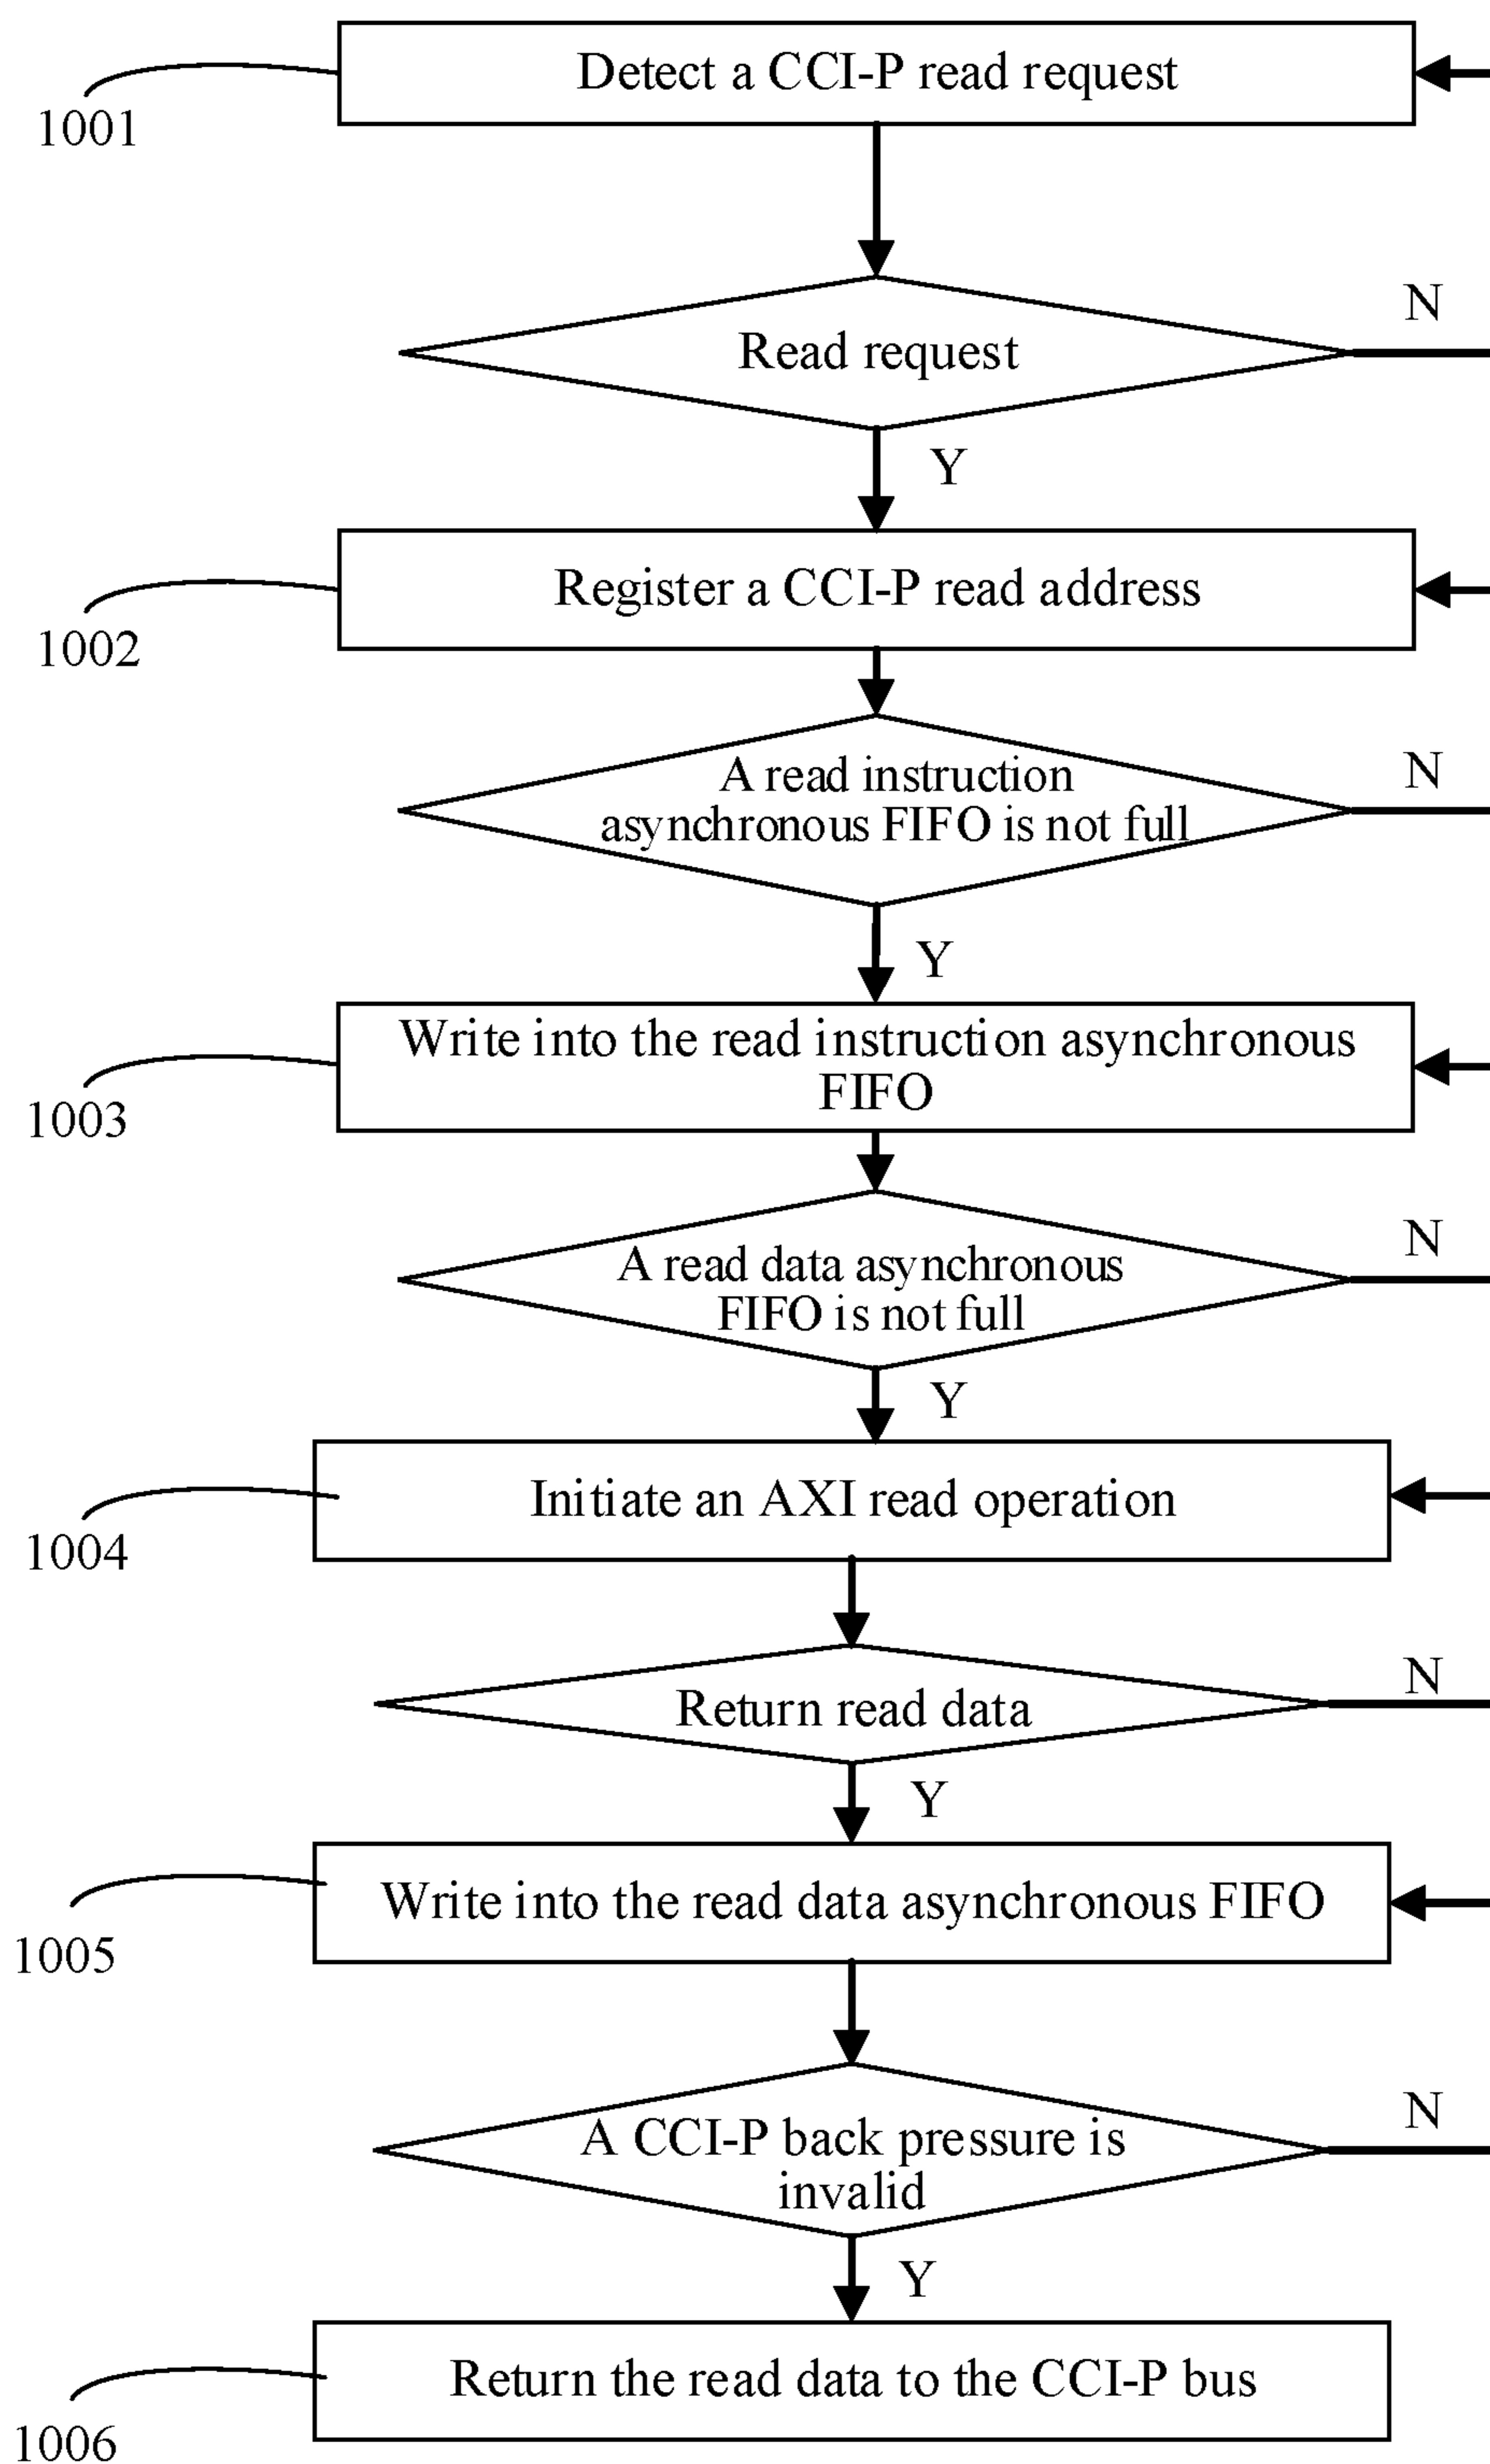 Detect a CCI-P read request
1001
N
Read request
Y
Register a CCI-P read address
1002
A read instruction
asynchronous FIFO is not full
N
Y
Write into the read instruction asynchronous
FIFO
1003
N
A read data asynchronous
FIFO is not full
Y
Initiate an AXI read operation
1004
N
Return read data
Y
Write into the read data asynchronous FIFO
1005
N
A CCI-P back pressure is
invalid
Y
Return the read data to the CCI-P bus
1006